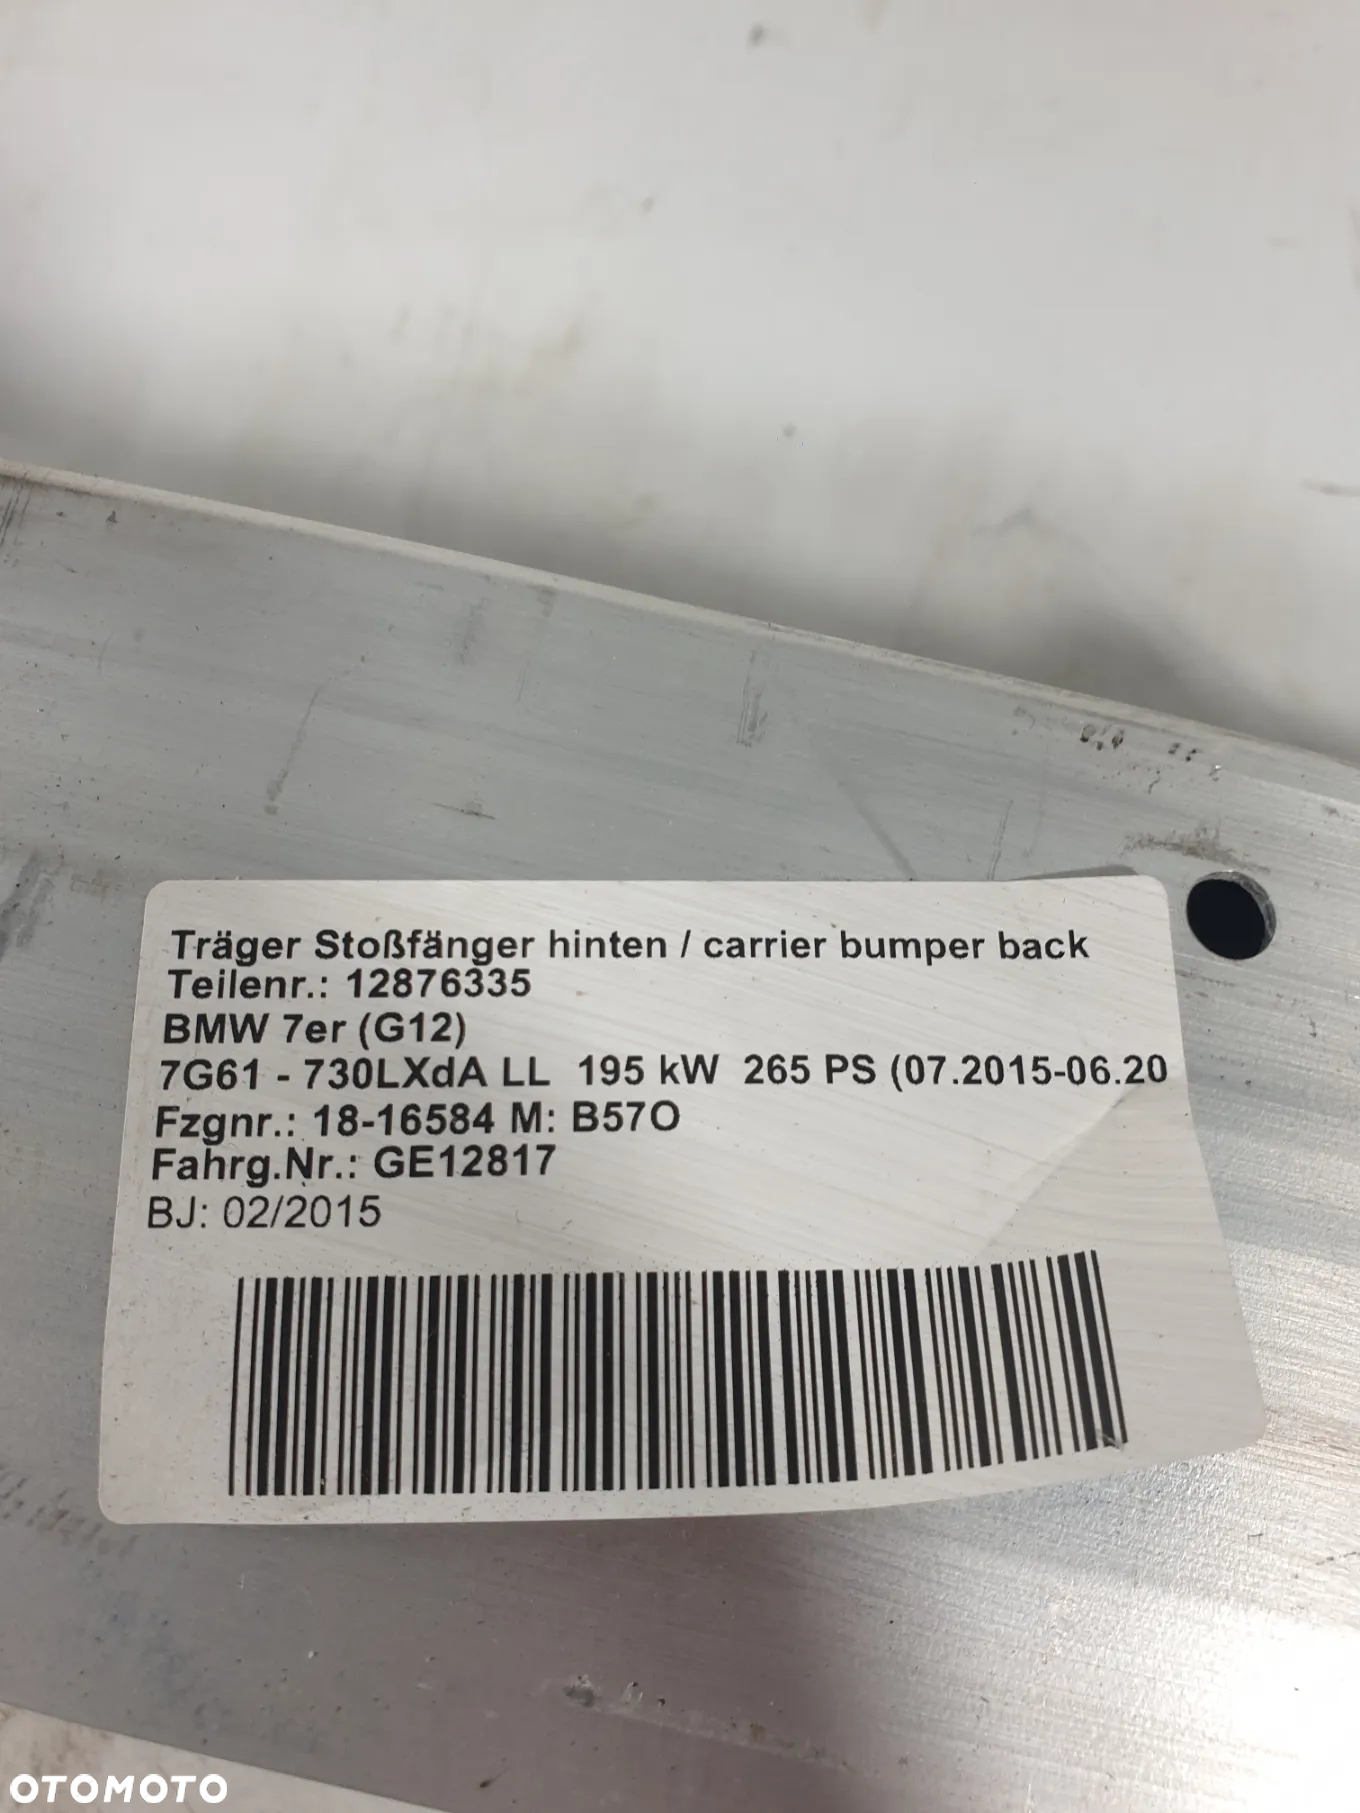 Träger Stoßfänger hinten / carrier bumper back
Teilenr.: 12876335
BMW 7er (G12)
7G61 - 730LXdA LL 195 kW 265 PS (07.2015-06.20
Fzgnr.: 18-16584 M: B57O
Fahrg.Nr.: GE12817
BJ: 02/2015
OTOMOTO